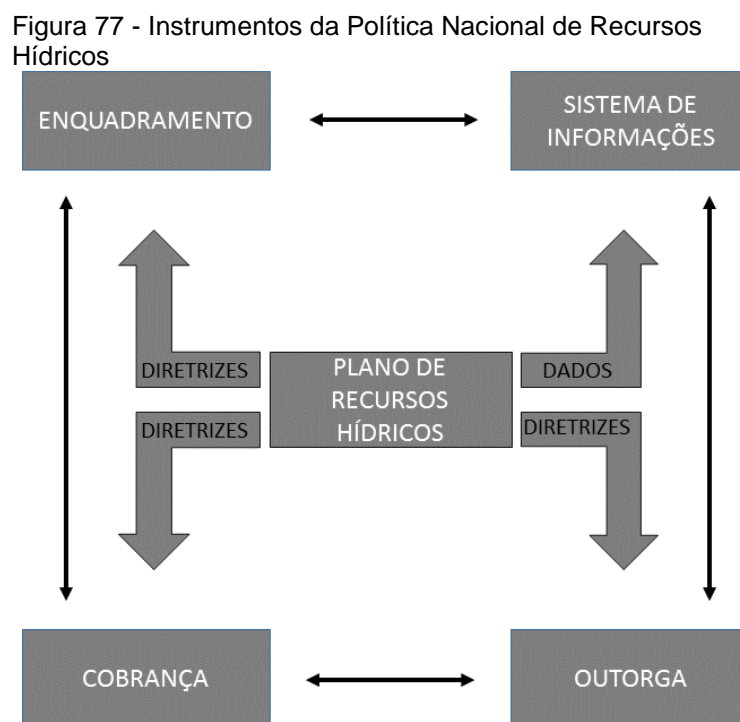 Figura 77 - Instrumentos da Política Nacional de Recursos
Hídricos
ENQUADRAMENTO
SISTEMA DE
INFORMAÇÕES
DIRETRIZES
PLANO DE
RECURSOS
HÍDRICOS
DADOS
DIRETRIZES
DIRETRIZES
COBRANÇA
OUTORGA